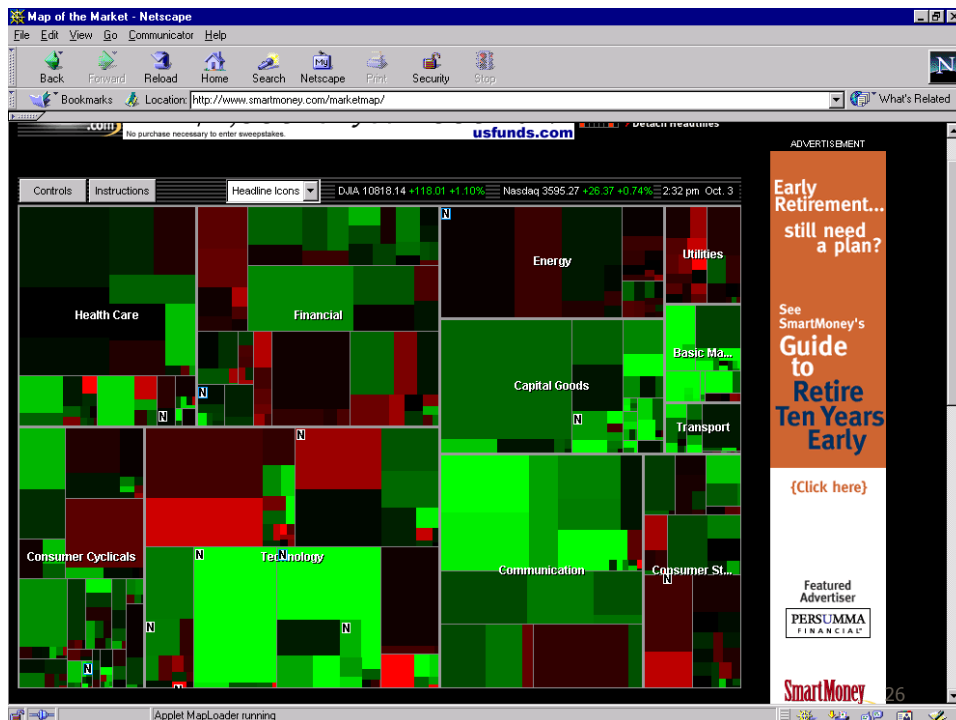 Map of the Market - Netscape
File Edit View Go Communicator Help
Back Forward Reload Home Search Netscape Print Security Stop
Bookmarks Location: http://www.smartmoney.com/marketmap/ What's Related
.com
No purchase necessary to enter sweepstakes.
usfunds.com
Detach Headlines
ADVERTISEMENT
Controls Instructions Headline Icons DJIA 10818.14 +118.01 +1.10% Nasdaq 3595.27 +26.37 +0.74% 2:32 pm Oct. 3
Health Care
Financial
Energy
Utilities
Capital Goods
Basic Ma...
Transport
Consumer Cyclicals
Technology
Communication
Consumer St...
N
N
N
N
N
N
N
N
N
N
N
Early
Retirement...
still need
a plan?
See
SmartMoney's
Guide
to
Retire
Ten Years
Early
{Click here}
Featured
Advertiser
PERSUMMA
FINANCIAL
SmartMoney
26
Applet MapLoader running